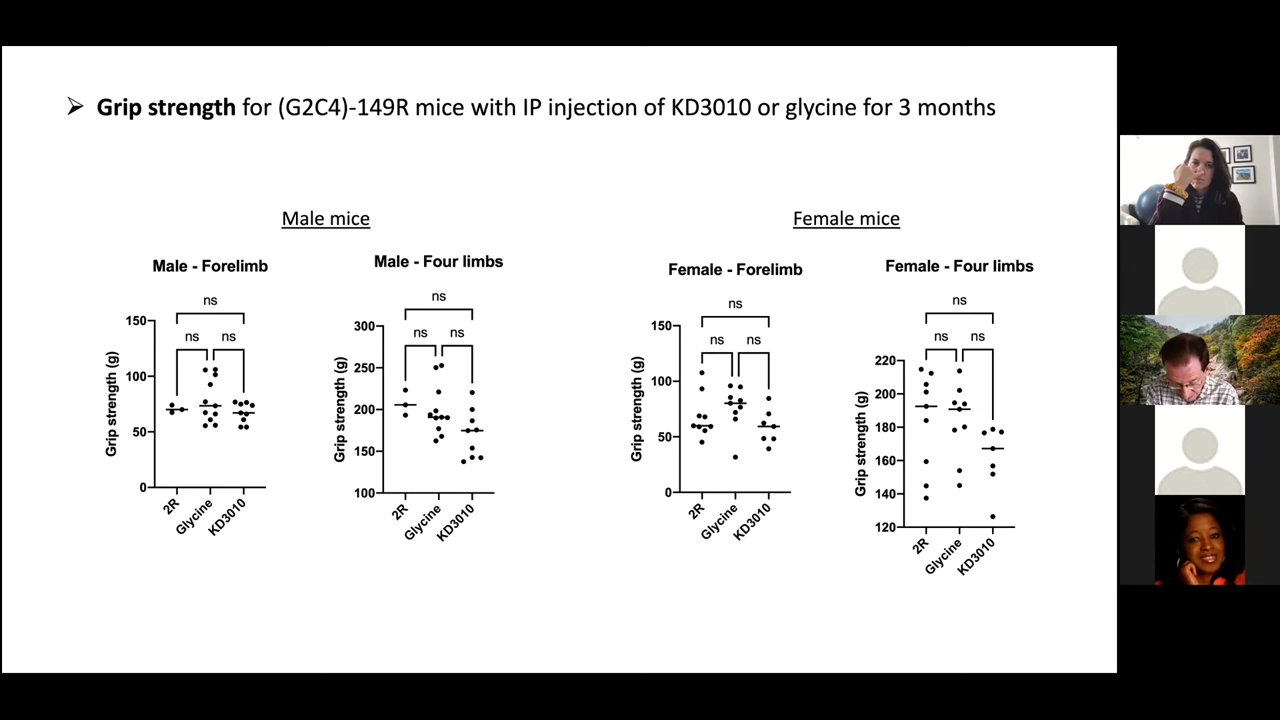 ➢ Grip strength for (G2C4)-149R mice with IP injection of KD3010 or glycine for 3 months
Male mice
Female mice
Male - Forelimb
ns
ns
ns
150
100
50
0
Grip strength (g)
2R
Glycine
KD3010
Male - Four limbs
ns
ns
ns
300
250
200
150
100
Grip strength (g)
2R
Glycine
KD3010
Female - Forelimb
ns
ns
ns
150
100
50
0
Grip strength (g)
2R
Glycine
KD3010
Female - Four limbs
ns
ns
ns
220
200
180
160
140
120
Grip strength (g)
2R
Glycine
KD3010